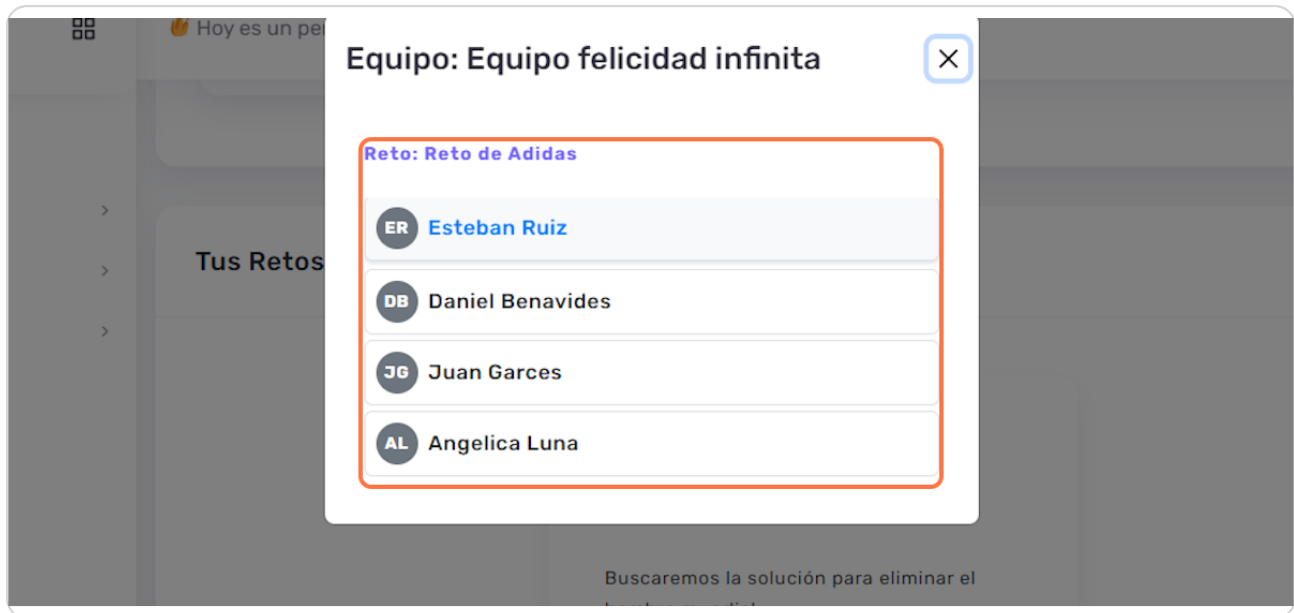 Hoy es un
Equipo: Equipo felicidad infinita
Reto: Reto de Adidas
ER Esteban Ruiz
Tus Retos
DB Daniel Benavides
JG Juan Garces
AL Angelica Luna
Buscaremos la solución para eliminar el